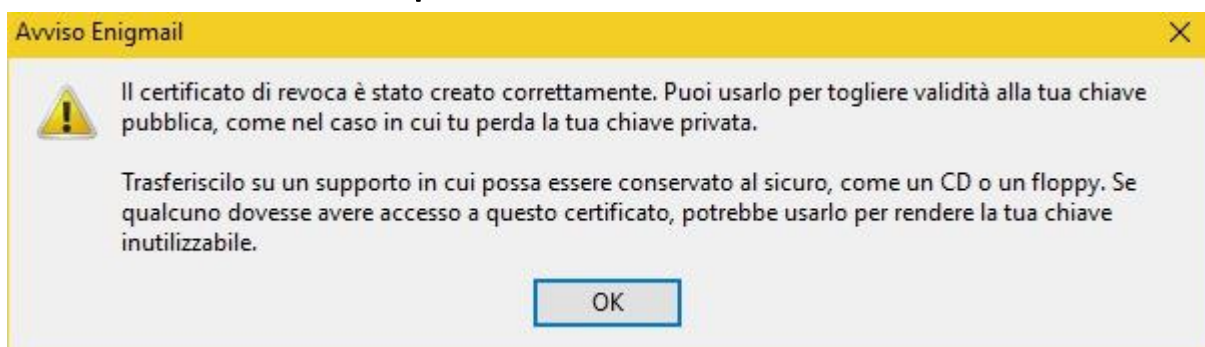 Avviso Enigmail
Il certificato di revoca è stato creato correttamente. Puoi usarlo per togliere validità alla tua chiave
pubblica, come nel caso in cui tu perda la tua chiave privata.
Trasferiscilo su un supporto in cui possa essere conservato al sicuro, come un CD o un floppy. Se
qualcuno dovesse avere accesso a questo certificato, potrebbe usarlo per rendere la tua chiave
inutilizzabile.
OK